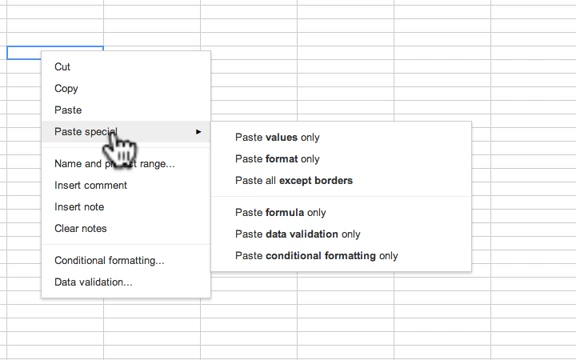 Cut
Copy
Paste
Paste special
Name and protect range...
Insert comment
Insert note
Clear notes
Conditional formatting...
Data validation...
Paste values only
Paste format only
Paste all except borders
Paste formula only
Paste data validation only
Paste conditional formatting only